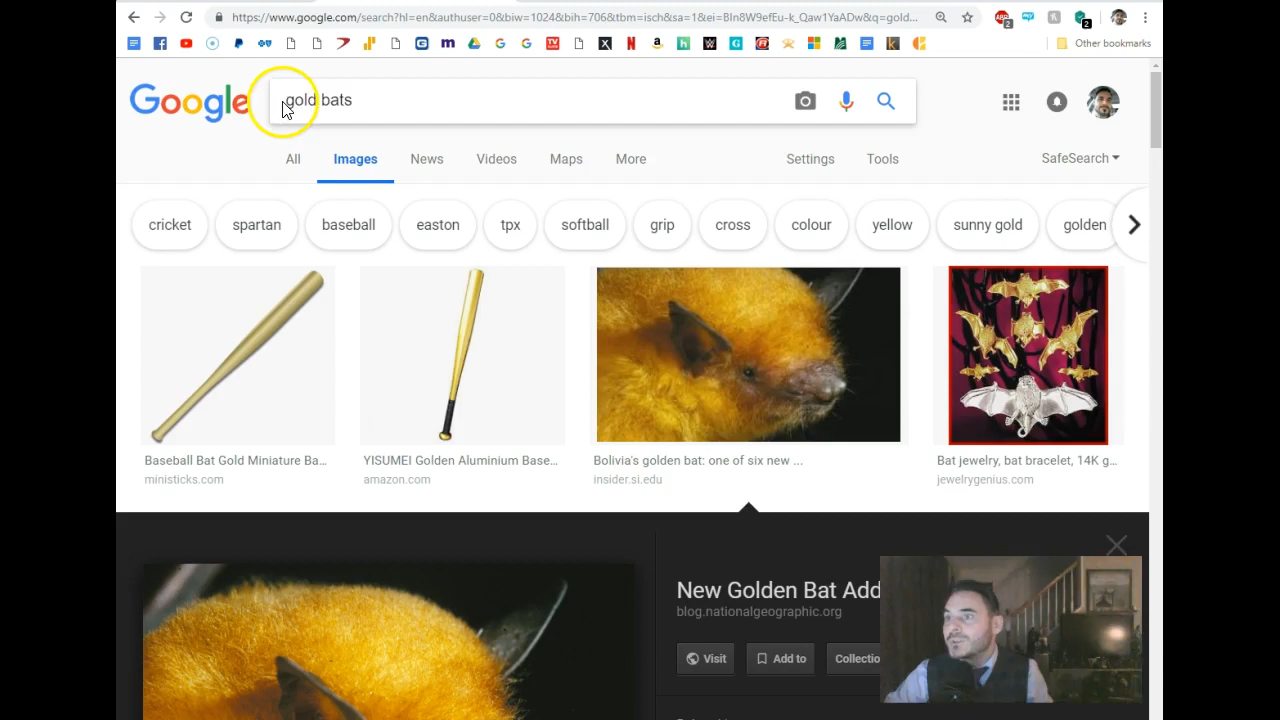 https://www.google.com/search?hl=en&authuser=0&biw=1024&bih=706&tbm=isch&sa=1&ei=BIn8W9efEu-k_Qaw1YaADw&q=gold...
2
2
Other bookmarks
Google
gold bats
All Images News Videos Maps More Settings Tools SafeSearch
cricket spartan baseball easton tpx softball grip cross colour yellow sunny gold golden
Baseball Bat Gold Miniature Ba...
ministicks.com
YISUMEI Golden Aluminium Base...
amazon.com
Bolivia's golden bat: one of six new ...
insider.si.edu
Bat jewelry, bat bracelet, 14K g...
jewelrygenius.com
New Golden Bat Add
blog.nationalgeographic.org
Visit Add to Collectio